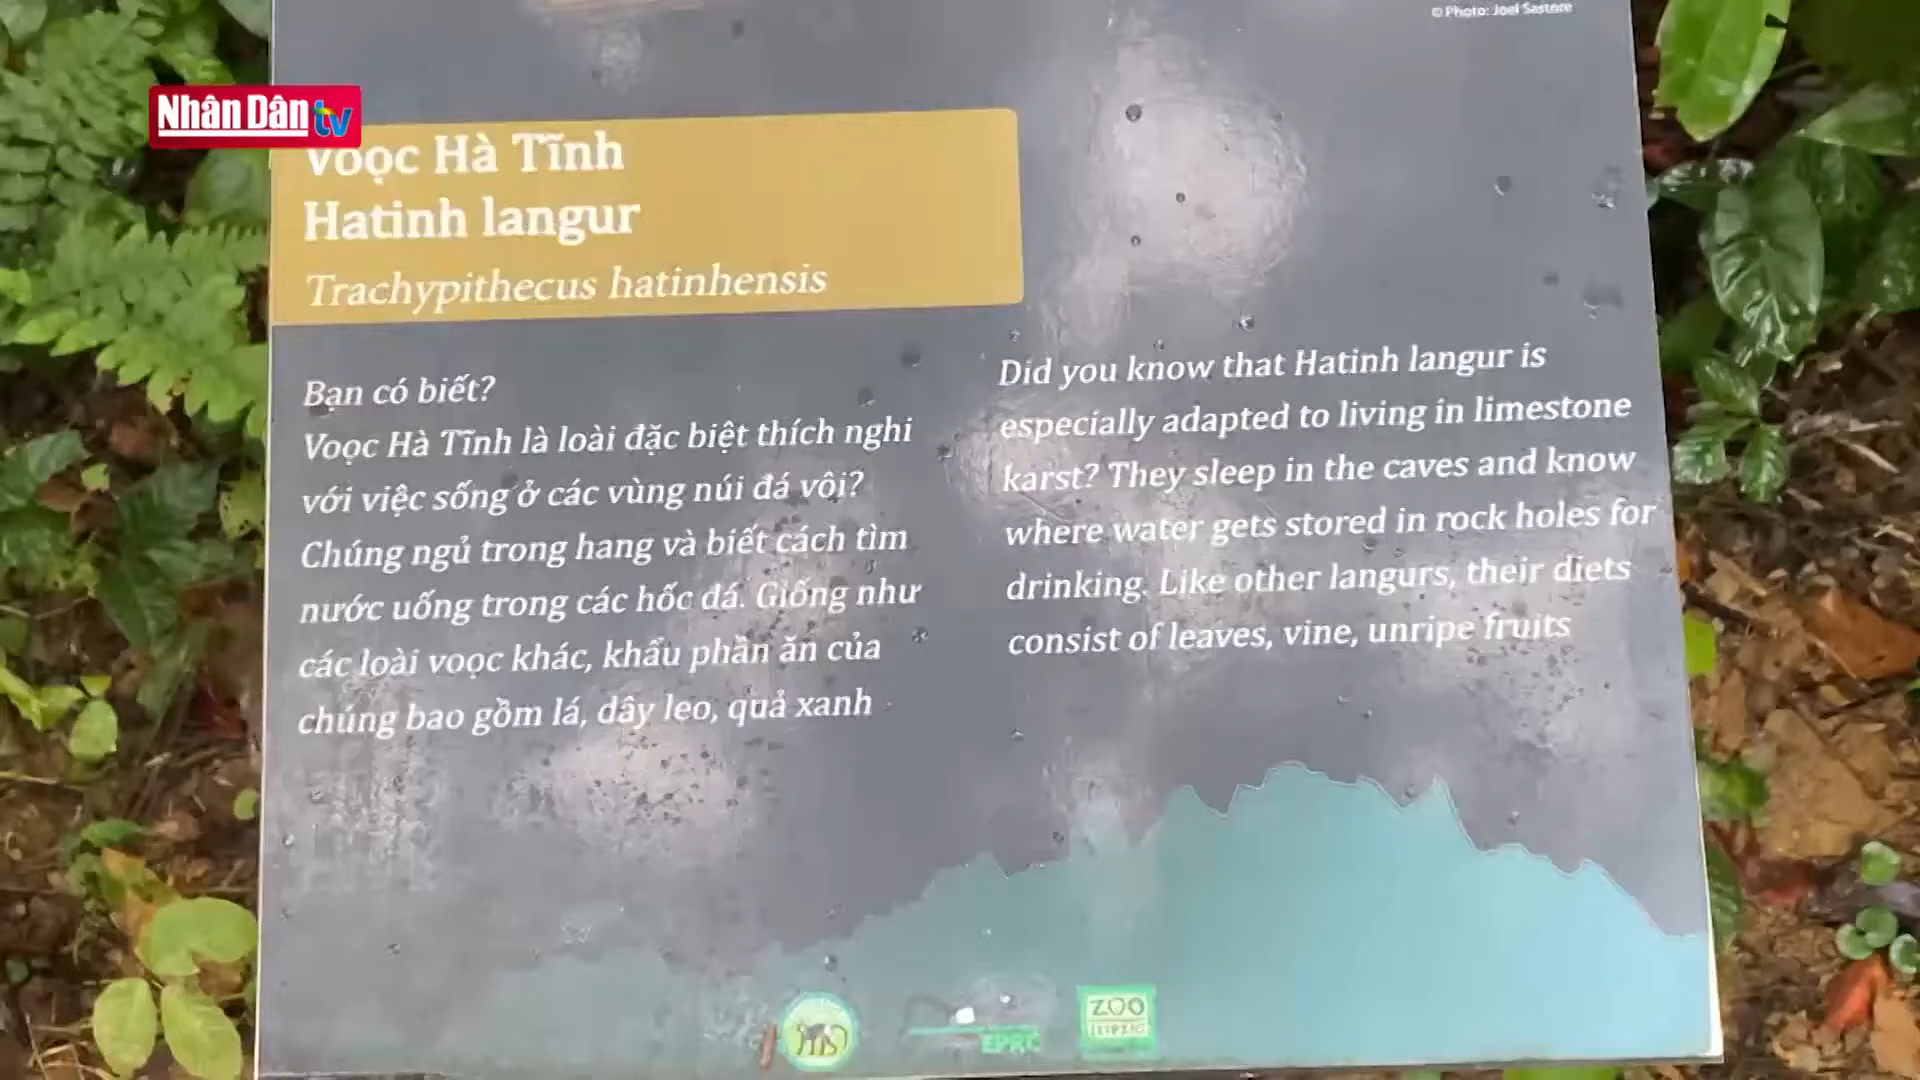 © Photo: Joel Sartore
Nhân Dân tv
Voọc Hà Tĩnh
Hatinh langur
Trachypithecus hatinhensis
Bạn có biết?
Voọc Hà Tĩnh là loài đặc biệt thích nghi
với việc sống ở các vùng núi đá vôi?
Chúng ngủ trong hang và biết cách tìm
nước uống trong các hốc đá. Giống như
các loài voọc khác, khẩu phần ăn của
chúng bao gồm lá, dây leo, quả xanh
Did you know that Hatinh langur is
especially adapted to living in limestone
karst? They sleep in the caves and know
where water gets stored in rock holes for
drinking. Like other langurs, their diets
consist of leaves, vine, unripe fruits
EPRC
ZOO
LEIPZIG